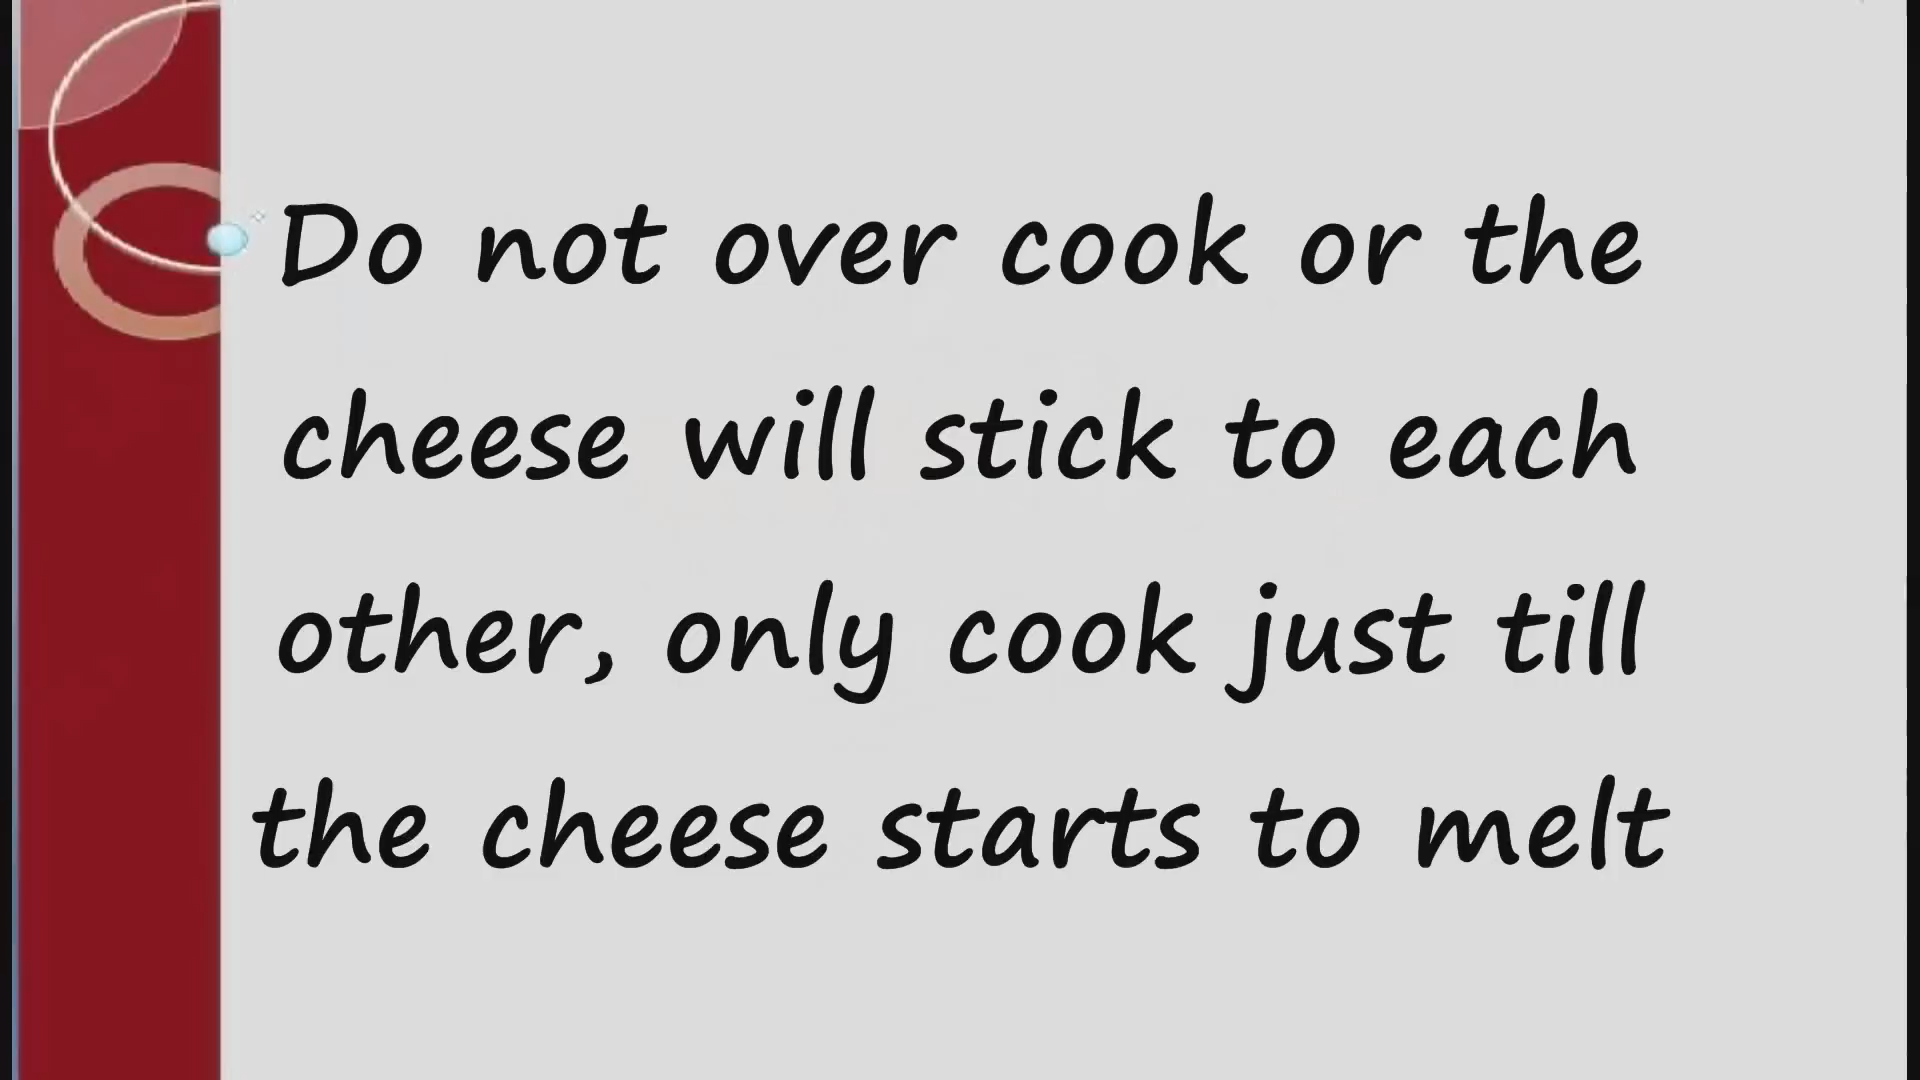 Do not over cook or the
cheese will stick to each
other, only cook just till
the cheese starts to melt